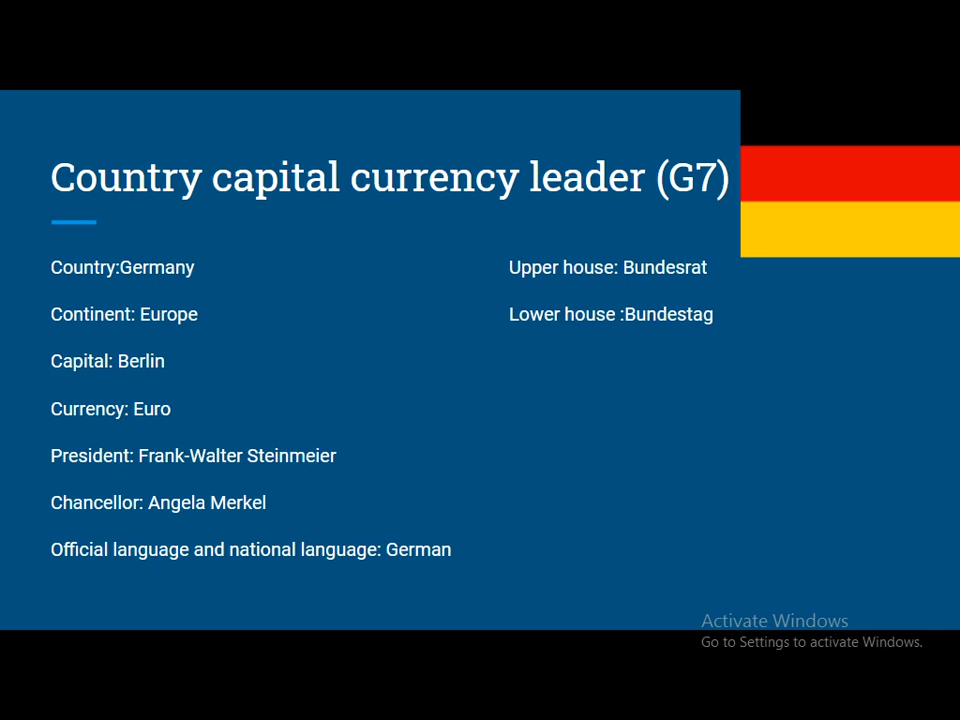 Country capital currency leader (G7)
Country:Germany
Continent: Europe
Capital: Berlin
Currency: Euro
President: Frank-Walter Steinmeier
Chancellor: Angela Merkel
Official language and national language: German
Upper house: Bundesrat
Lower house :Bundestag
Activate Windows
Go to Settings to activate Windows.